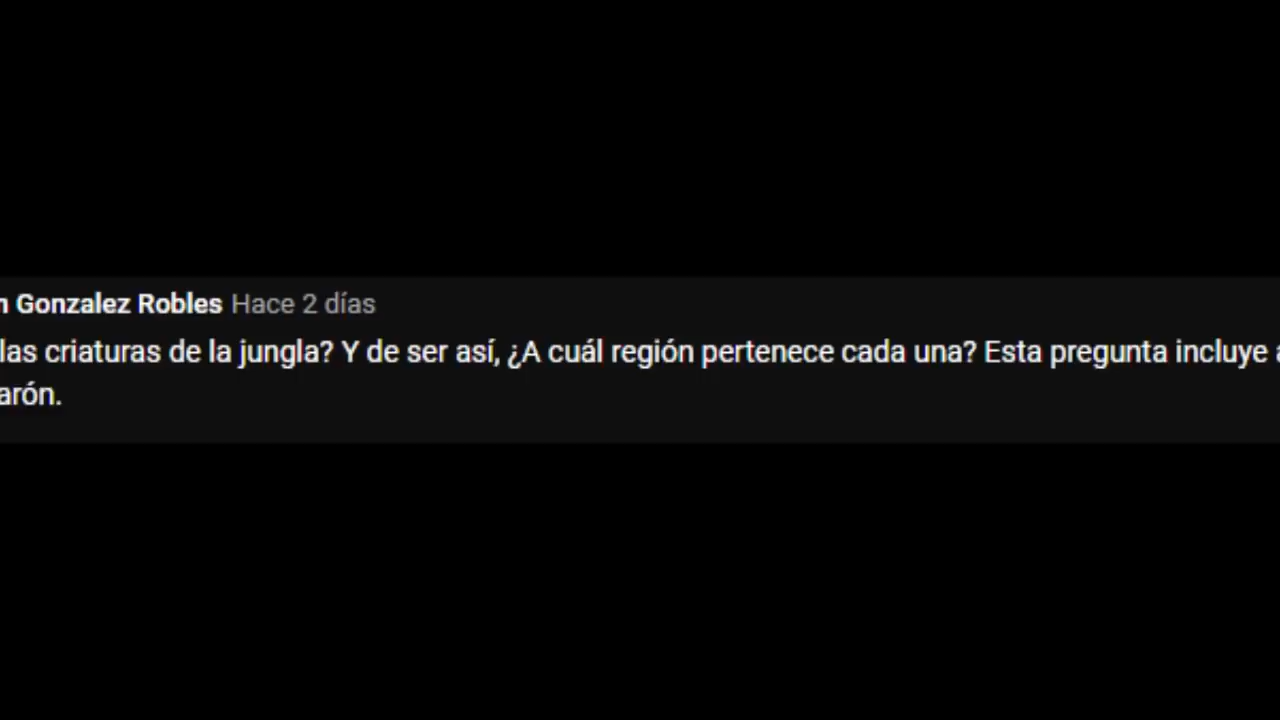 n Gonzalez Robles Hace 2 días
las criaturas de la jungla? Y de ser así, ¿A cuál región pertenece cada una? Esta pregunta incluye a
arón.